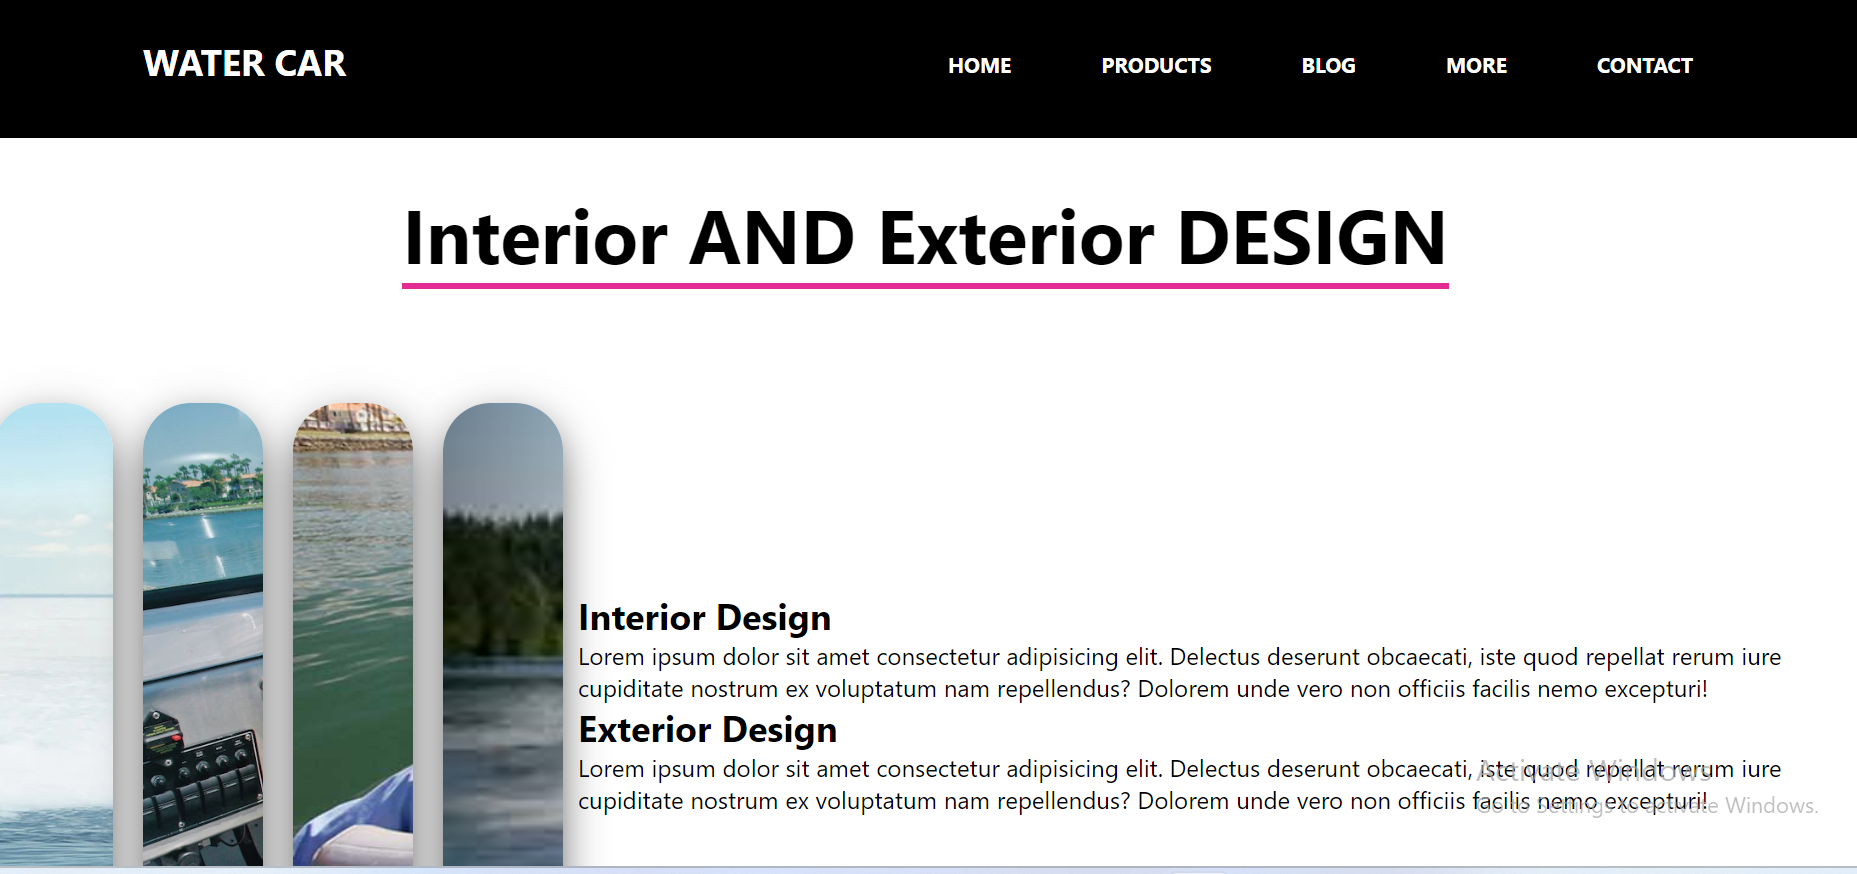 WATER CAR
HOME PRODUCTS BLOG MORE CONTACT
Interior AND Exterior DESIGN
Interior Design
Lorem ipsum dolor sit amet consectetur adipisicing elit. Delectus deserunt obcaecati, iste quod repellat rerum iure
cupiditate nostrum ex voluptatum nam repellendus? Dolorem unde vero non officiis facilis nemo excepturi!
Exterior Design
Lorem ipsum dolor sit amet consectetur adipisicing elit. Delectus deserunt obcaecati, iste quod repellat rerum iure
cupiditate nostrum ex voluptatum nam repellendus? Dolorem unde vero non officiis facilis nemo excepturi!
Activate Windows
Go to Settings to activate Windows.